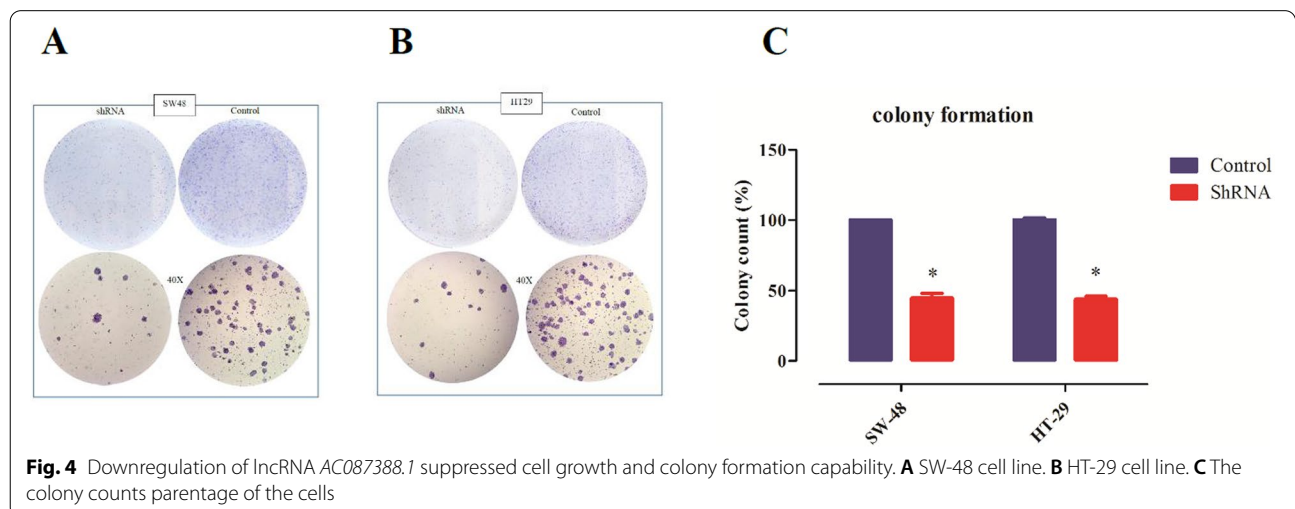 A
B
C
shRNA
SW48
Control
40X
shRNA
HT29
Control
40X
colony formation
Colony count (%)
150
100
50
0
*
*
SW-48
HT-29
Control
ShRNA
Fig. 4 Downregulation of lncRNA AC087388.1 suppressed cell growth and colony formation capability. A SW-48 cell line. B HT-29 cell line. C The
colony counts parentage of the cells